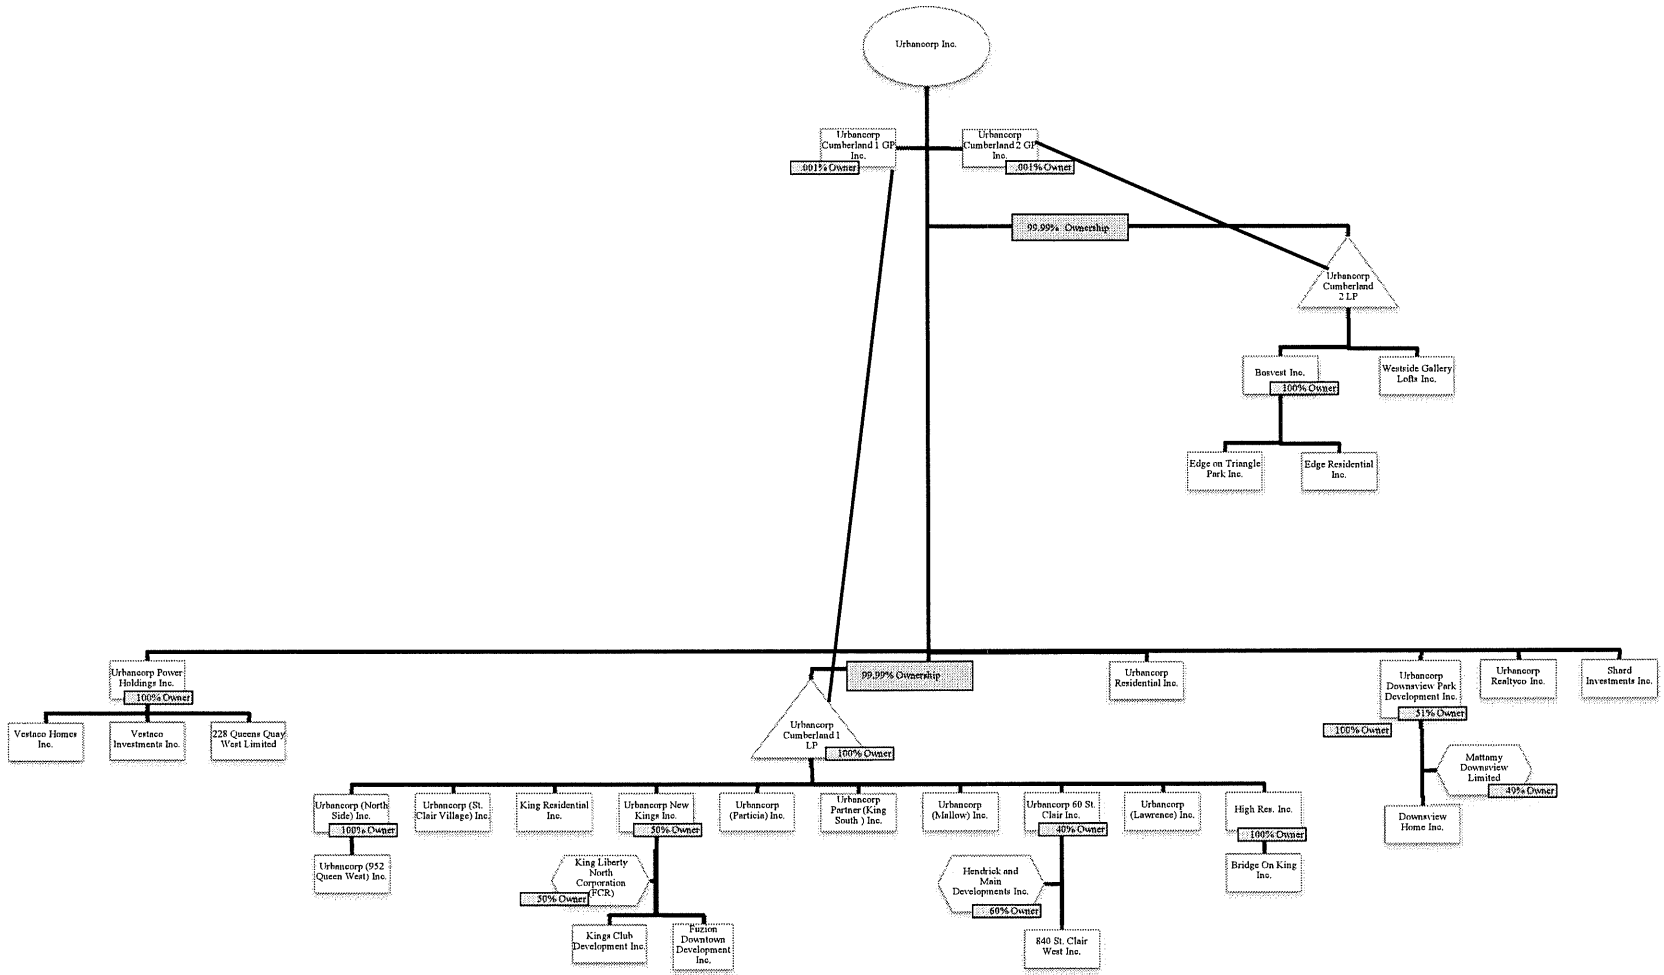 Urbancorp Inc.
Urbancorp
Cumberland 1 GP
Inc.
.001% Owner
Urbancorp
Cumberland 2 GP
Inc.
.001% Owner
99.99% Ownership
Urbancorp
Cumberland
2 LP
Bosvest Inc.
100% Owner
Westside Gallery
Lofts Inc.
Edge on Triangle
Park Inc.
Edge Residential
Inc.
Urbancorp Power
Holdings Inc.
100% Owner
99.99% Ownership
Urbancorp
Residential Inc.
Urbancorp
Downsview Park
Development Inc.
51% Owner
100% Owner
Urbancorp
Realtyco Inc.
Shard
Investments Inc.
Vestaco Homes
Inc.
Vestaco
Investments Inc.
228 Queens Quay
West Limited
Urbancorp
Cumberland 1
LP
100% Owner
Mattamy
Downsview
Limited
49% Owner
Downsview
Home Inc.
Urbancorp (North
Side) Inc.
100% Owner
Urbancorp (St.
Clair Village) Inc.
King Residential
Inc.
Urbancorp New
Kings Inc.
50% Owner
Urbancorp
(Particia) Inc.
Urbancorp
Partner (King
South ) Inc.
Urbancorp
(Mallow) Inc.
Urbancorp 60 St.
Clair Inc.
40% Owner
Urbancorp
(Lawrence) Inc.
High Res. Inc.
100% Owner
Urbancorp (952
Queen West) Inc.
King Liberty
North
Corporation
(FCR)
50% Owner
Hendrick and
Main
Developments Inc.
60% Owner
Bridge On King
Inc.
Kings Club
Development Inc.
Fuzion
Downtown
Development
Inc.
840 St. Clair
West Inc.